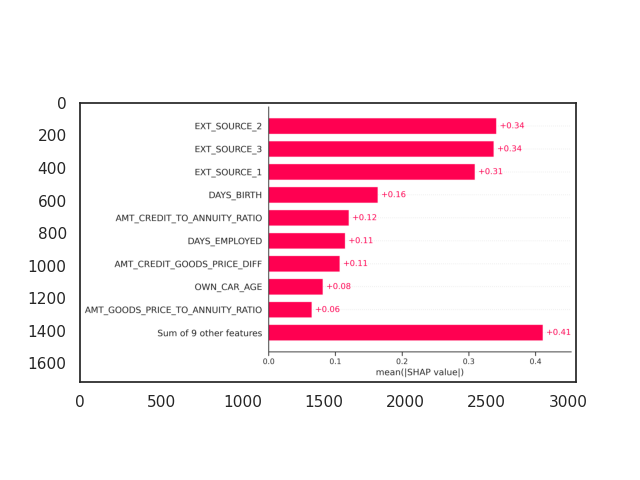 0
200
400
600
800
1000
1200
1400
1600
EXT_SOURCE_2 +0.34
EXT_SOURCE_3 +0.34
EXT_SOURCE_1 +0.31
DAYS_BIRTH +0.16
AMT_CREDIT_TO_ANNUITY_RATIO +0.12
DAYS_EMPLOYED +0.11
AMT_CREDIT_GOODS_PRICE_DIFF +0.11
OWN_CAR_AGE +0.08
AMT_GOODS_PRICE_TO_ANNUITY_RATIO +0.06
Sum of 9 other features +0.41
0.0 0.1 0.2 0.3 0.4
mean(|SHAP value|)
0 500 1000 1500 2000 2500 3000